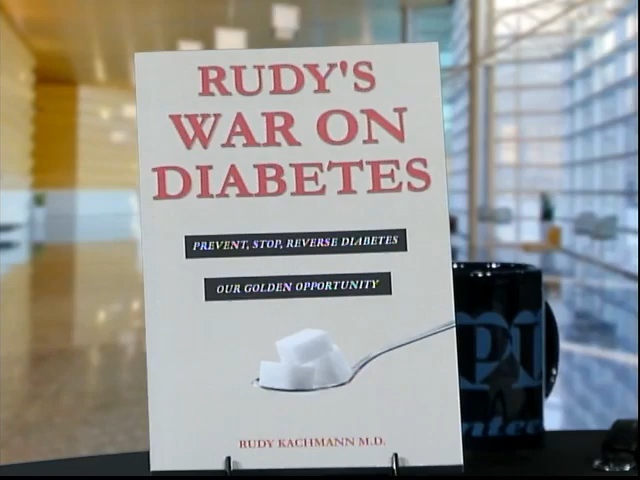 RUDY'S
WAR ON
DIABETES
PREVENT, STOP, REVERSE DIABETES
OUR GOLDEN OPPORTUNITY
RUDY KACHMANN M.D.